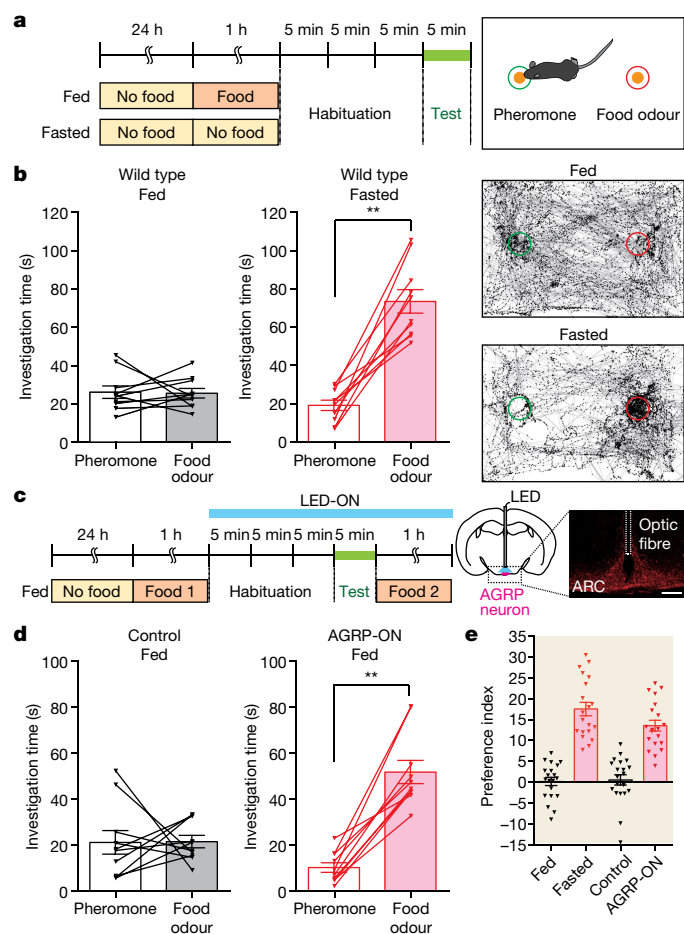 a
24 h 1 h 5 min 5 min 5 min 5 min
Fed No food Food
Fasted No food No food
Habituation Test
Pheromone Food odour
b
Wild type
Fed
Investigation time (s)
120
100
80
60
40
20
0
Pheromone Food
odour
Wild type
Fasted
**
Investigation time (s)
120
100
80
60
40
20
0
Pheromone Food
odour
Fed
Fasted
c
LED-ON
24 h 1 h 5 min 5 min 5 min 5 min 1 h
Fed No food Food 1 Habituation Test Food 2
LED
AGRP
neuron
Optic
fibre
ARC
d
Control
Fed
Investigation time (s)
100
80
60
40
20
0
Pheromone Food
odour
AGRP-ON
Fed
**
Investigation time (s)
100
80
60
40
20
0
Pheromone Food
odour
e
Preference index
35
30
25
20
15
10
5
0
−5
−10
−15
Fed
Fasted
Control
AGRP-ON